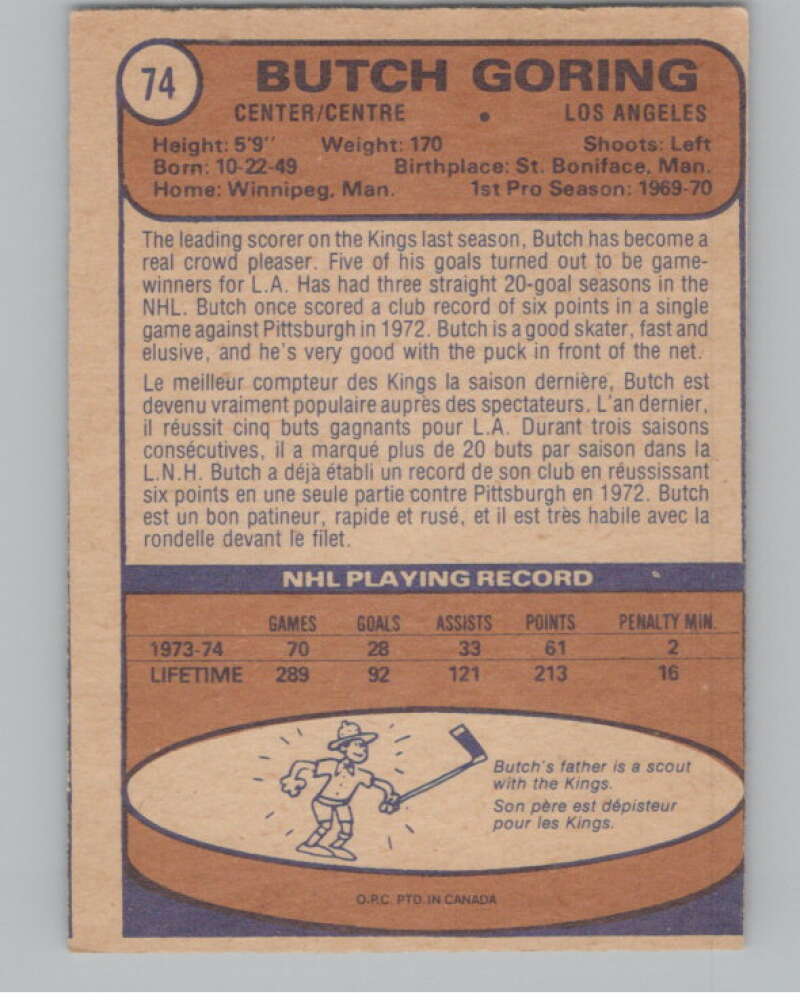 74
BUTCH GORING
CENTER/CENTRE • LOS ANGELES
Height: 5'9" Weight: 170 Shoots: Left
Born: 10-22-49 Birthplace: St. Boniface, Man.
Home: Winnipeg, Man. 1st Pro Season: 1969-70
The leading scorer on the Kings last season, Butch has become a
real crowd pleaser. Five of his goals turned out to be game-
winners for L.A. Has had three straight 20-goal seasons in the
NHL. Butch once scored a club record of six points in a single
game against Pittsburgh in 1972. Butch is a good skater, fast and
elusive, and he's very good with the puck in front of the net.
Le meilleur compteur des Kings la saison dernière, Butch est
devenu vraiment populaire auprès des spectateurs. L'an dernier,
il réussit cinq buts gagnants pour L.A. Durant trois saisons
consécutives, il a marqué plus de 20 buts par saison dans la
L.N.H. Butch a déjà établi un record de son club en réussissant
six points en une seule partie contre Pittsburgh en 1972. Butch
est un bon patineur, rapide et rusé, et il est très habile avec la
rondelle devant le filet.
NHL PLAYING RECORD
GAMES GOALS ASSISTS POINTS PENALTY MIN.
1973-74 70 28 33 61 2
LIFETIME 289 92 121 213 16
Butch's father is a scout
with the Kings.
Son père est dépisteur
pour les Kings.
O.P.C. PTD. IN CANADA